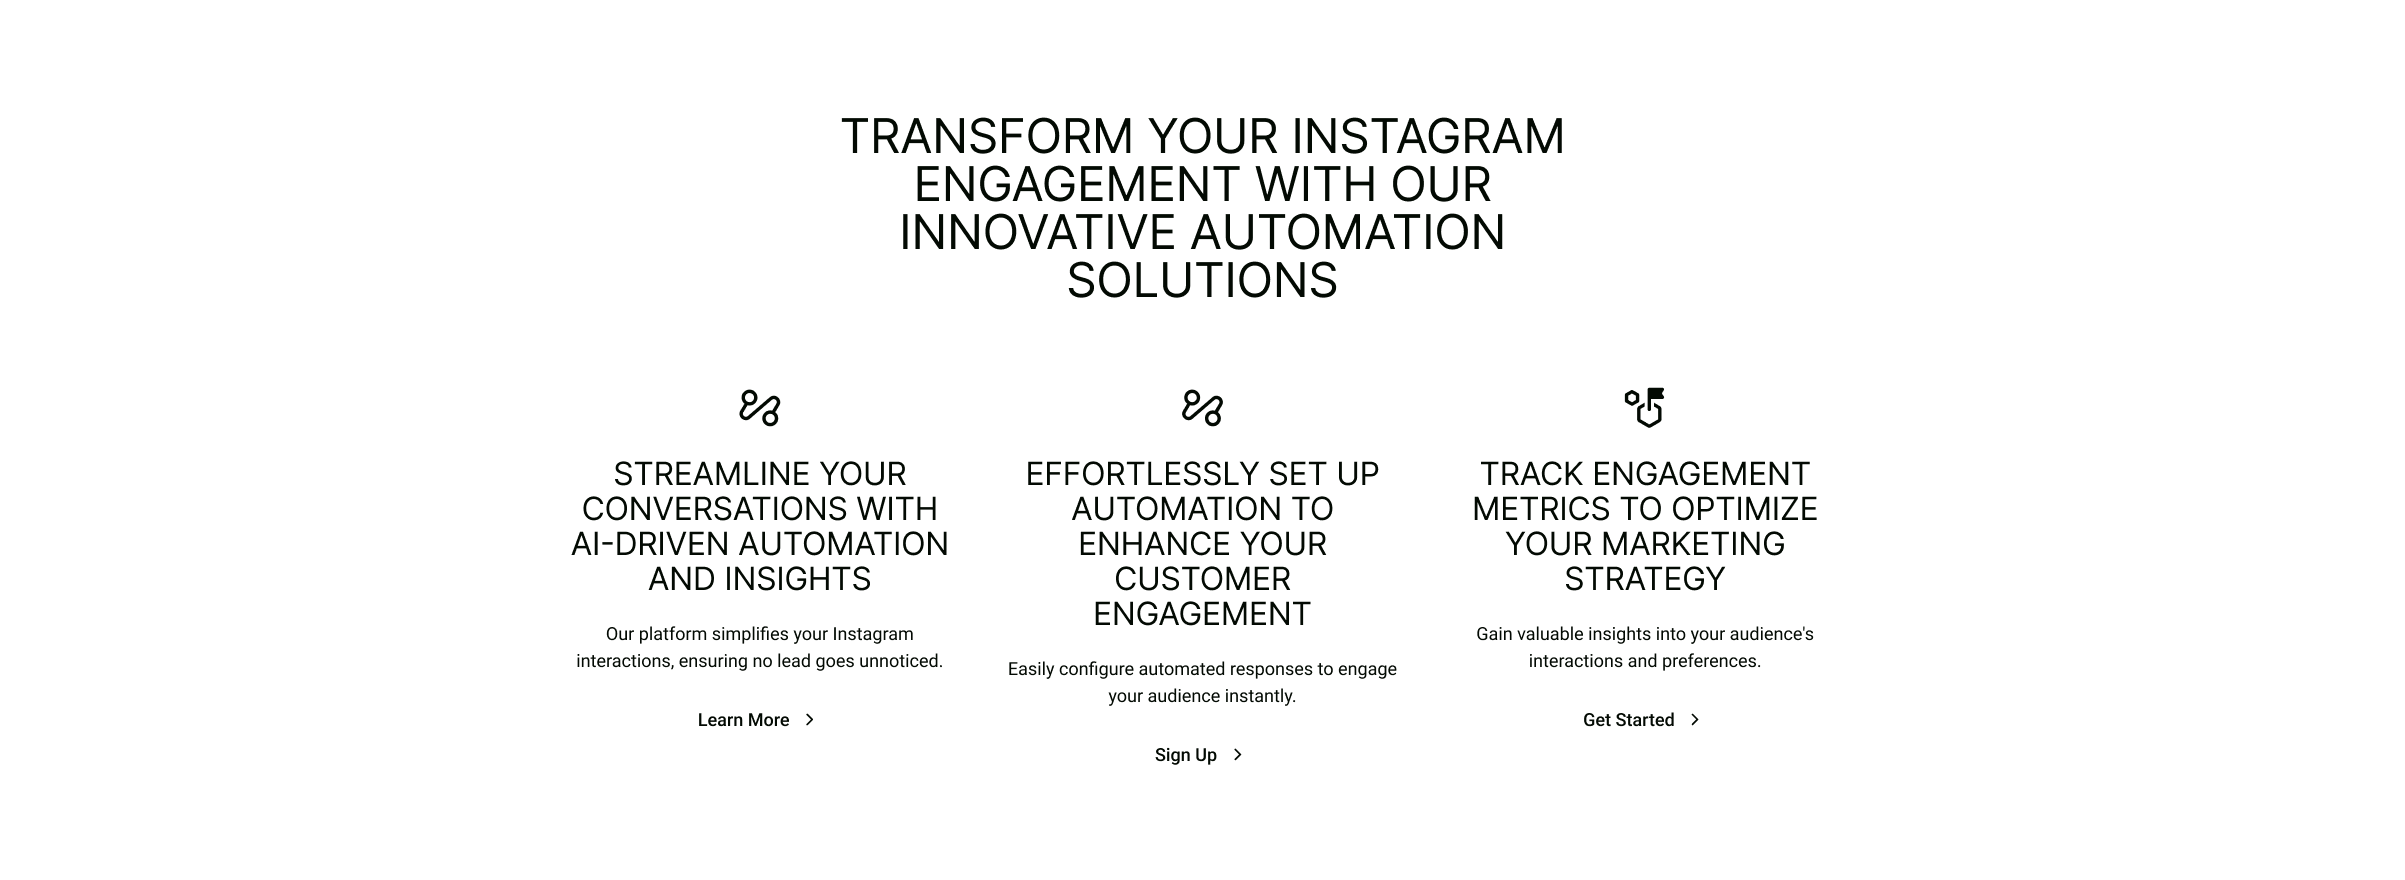 TRANSFORM YOUR INSTAGRAM
ENGAGEMENT WITH OUR
INNOVATIVE AUTOMATION
SOLUTIONS
STREAMLINE YOUR
CONVERSATIONS WITH
AI-DRIVEN AUTOMATION
AND INSIGHTS
Our platform simplifies your Instagram
interactions, ensuring no lead goes unnoticed.
Learn More
EFFORTLESSLY SET UP
AUTOMATION TO
ENHANCE YOUR
CUSTOMER
ENGAGEMENT
Easily configure automated responses to engage
your audience instantly.
Sign Up
TRACK ENGAGEMENT
METRICS TO OPTIMIZE
YOUR MARKETING
STRATEGY
Gain valuable insights into your audience's
interactions and preferences.
Get Started